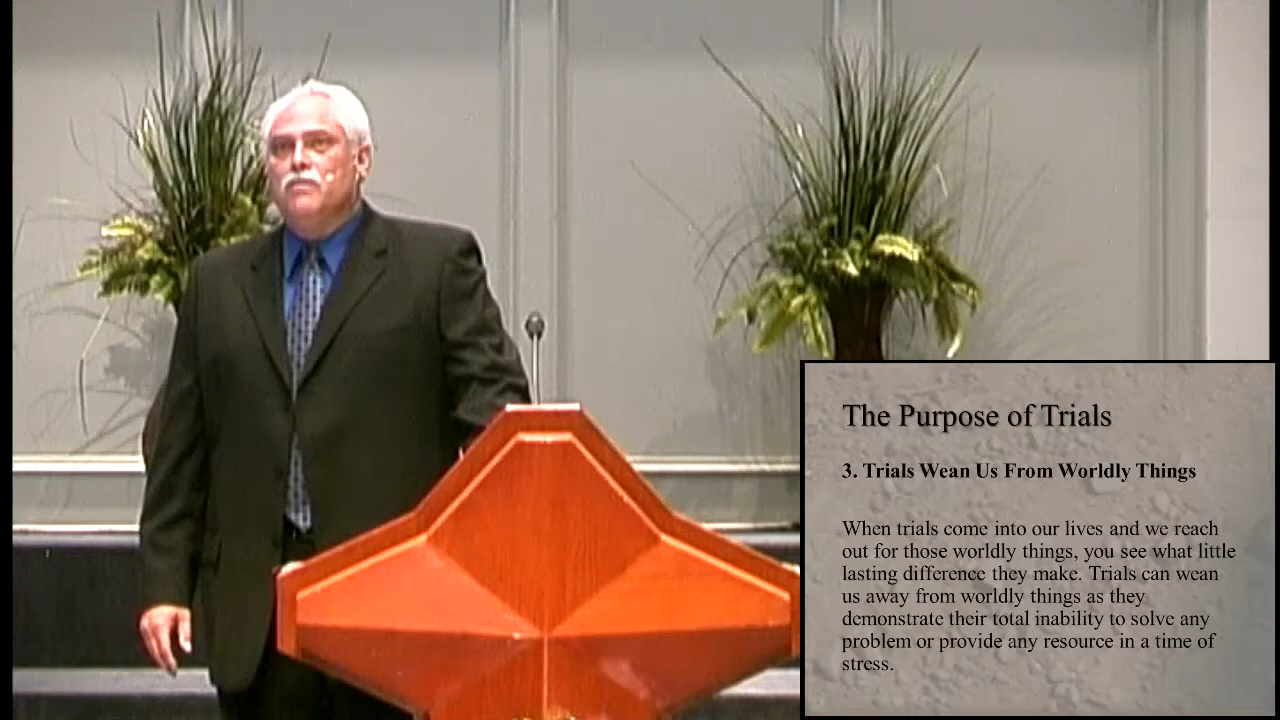 The Purpose of Trials
3. Trials Wean Us From Worldly Things
When trials come into our lives and we reach
out for those worldly things, you see what little
lasting difference they make. Trials can wean
us away from worldly things as they
demonstrate their total inability to solve any
problem or provide any resource in a time of
stress.